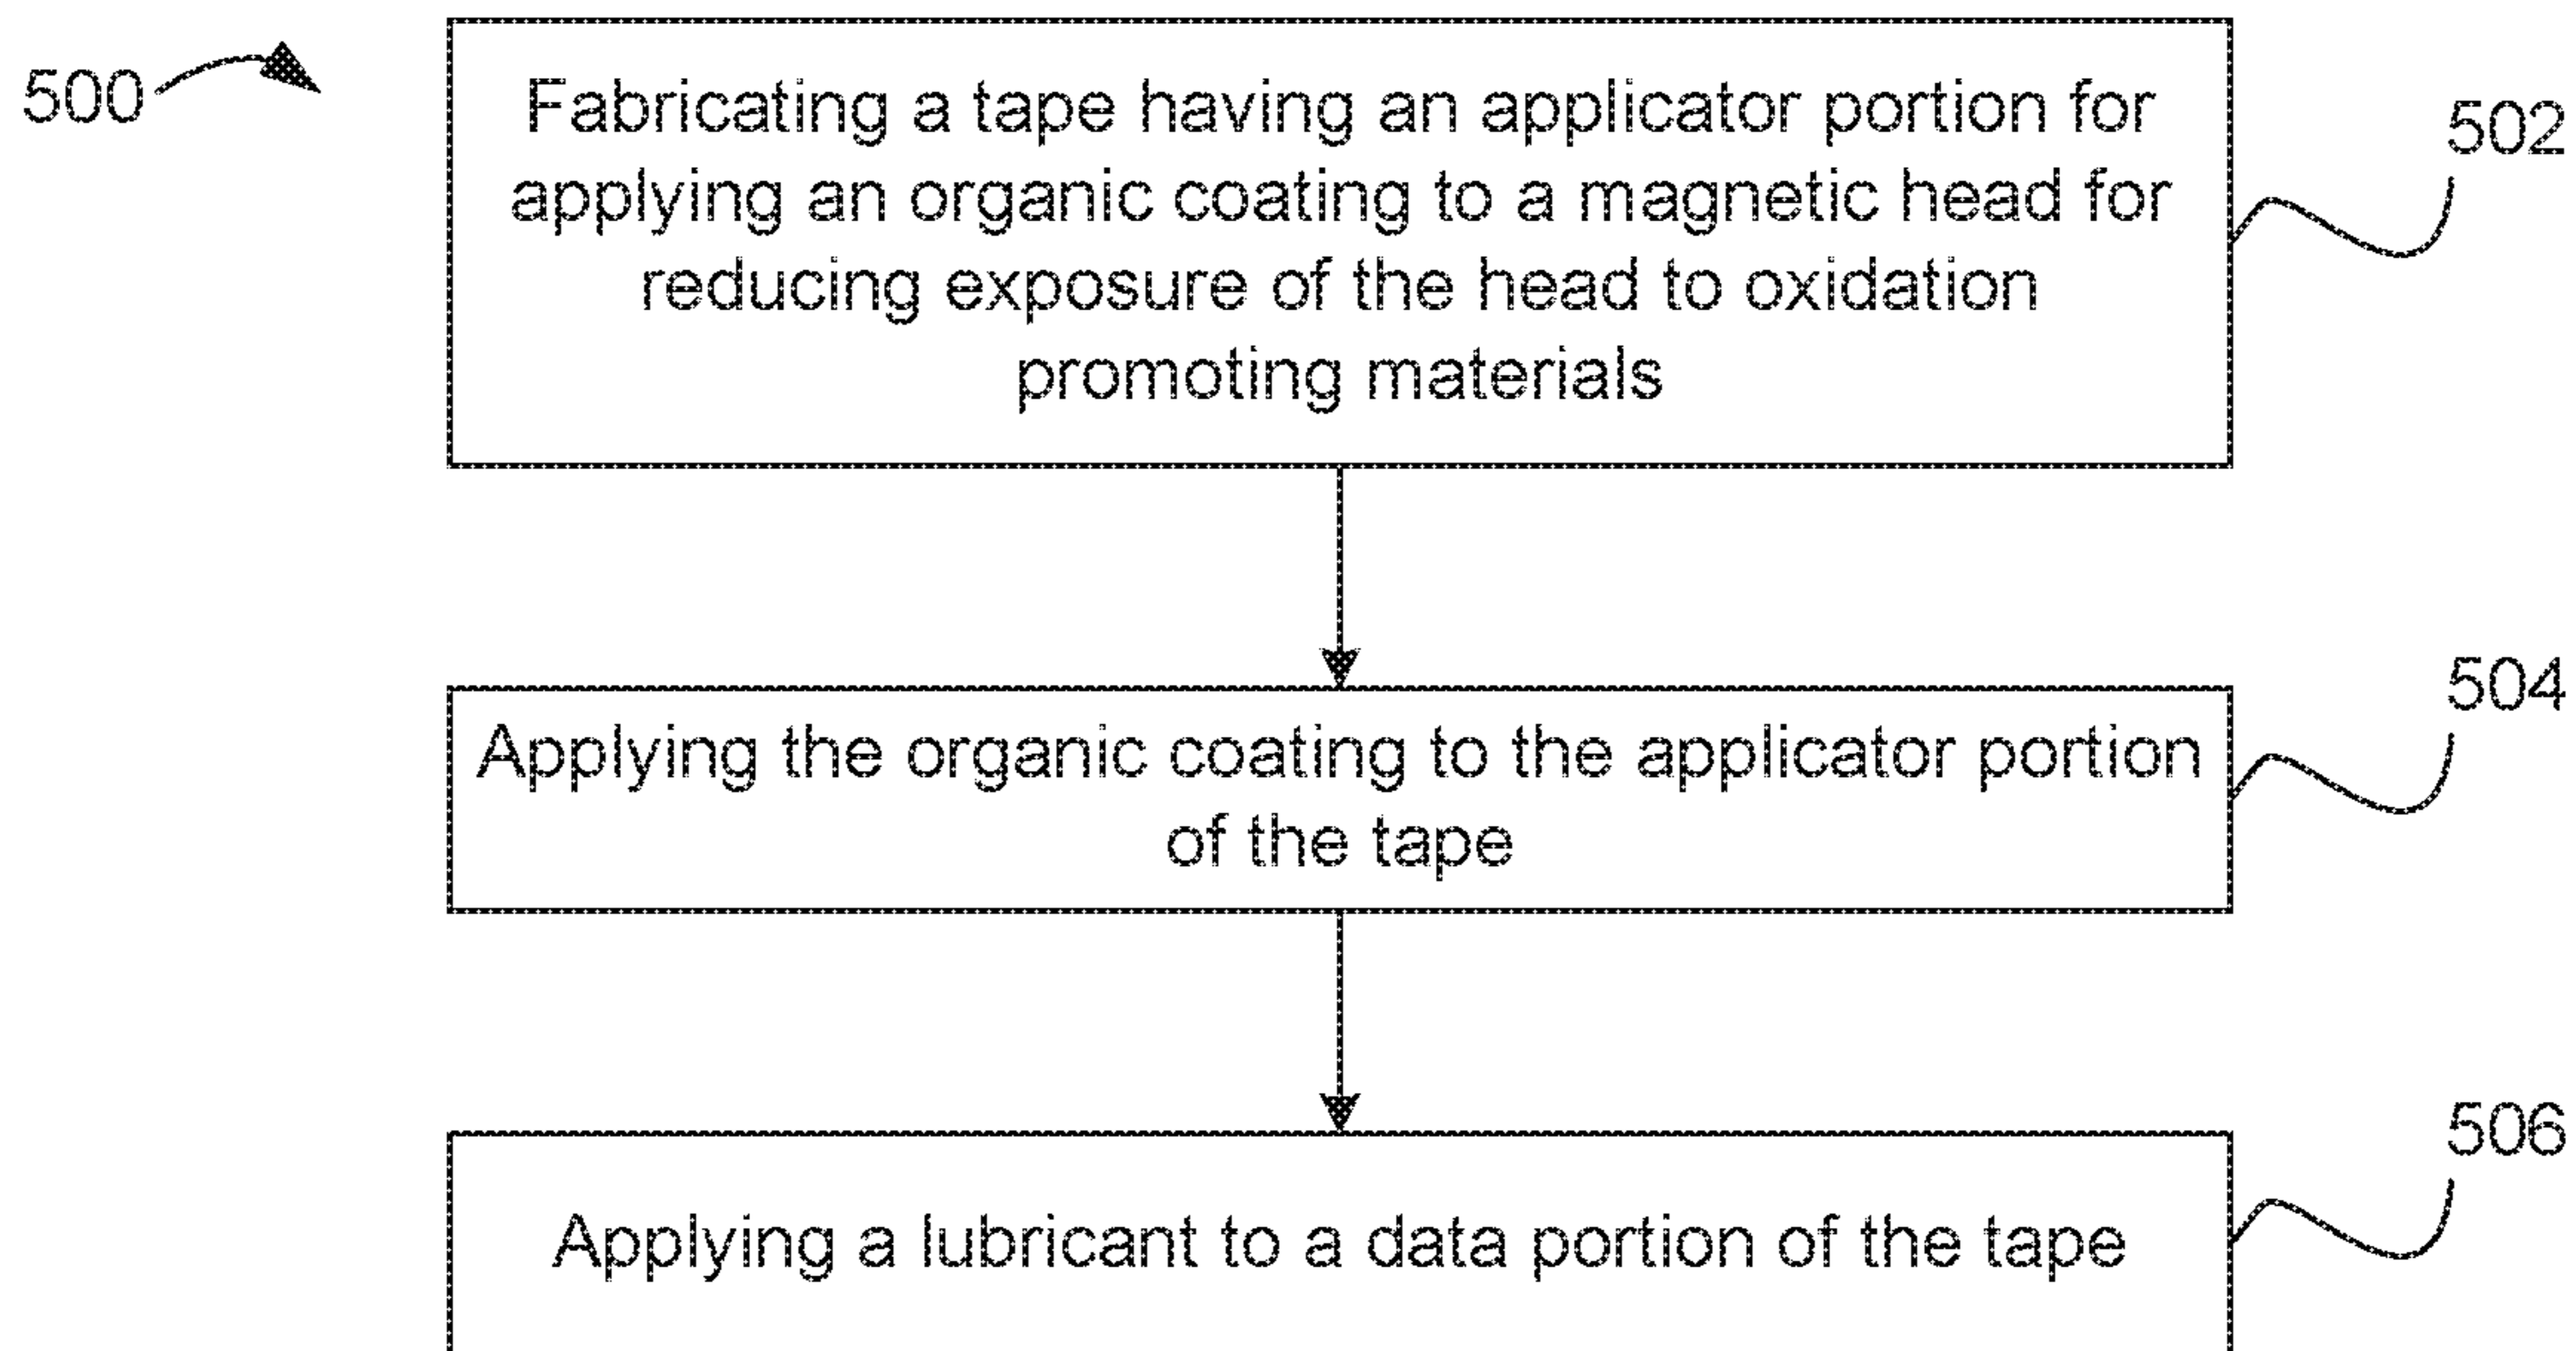 500
Fabricating a tape having an applicator portion for
applying an organic coating to a magnetic head for
reducing exposure of the head to oxidation
promoting materials
502
Applying the organic coating to the applicator portion
of the tape
504
Applying a lubricant to a data portion of the tape
506